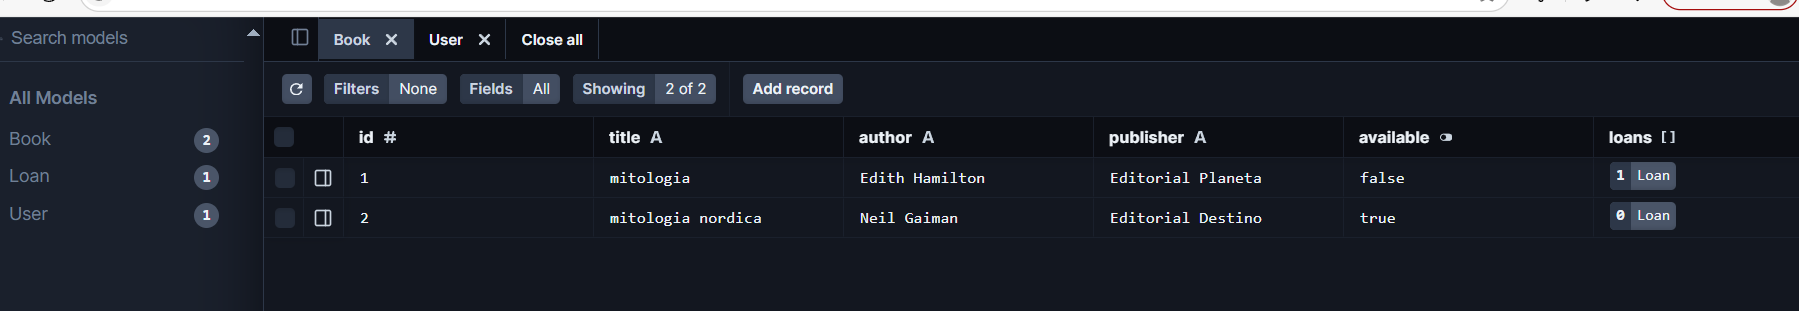 Search models
Book User Close all
Filters None Fields All Showing 2 of 2 Add record
All Models
Book 2
Loan 1
User 1
id # title A author A publisher A available loans []
1 mitologia Edith Hamilton Editorial Planeta false 1 Loan
2 mitologia nordica Neil Gaiman Editorial Destino true 0 Loan